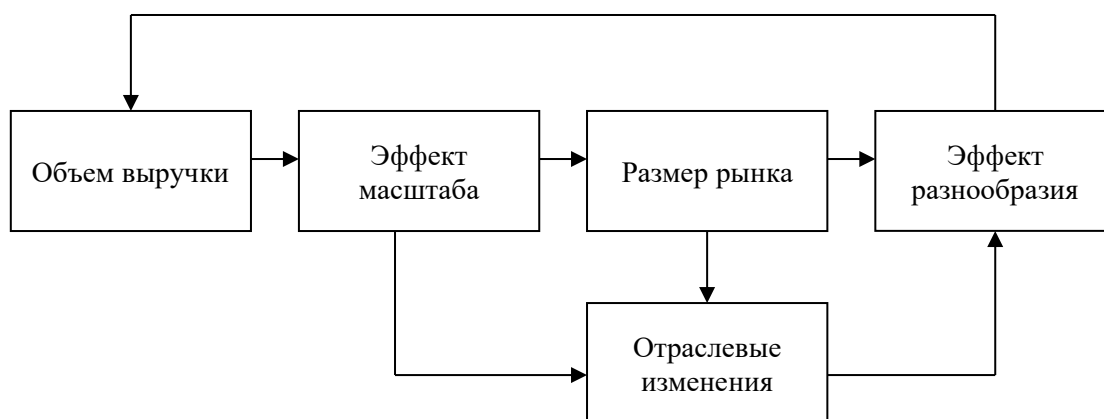 Объем выручки
Эффект
масштаба
Размер рынка
Эффект
разнообразия
Отраслевые
изменения